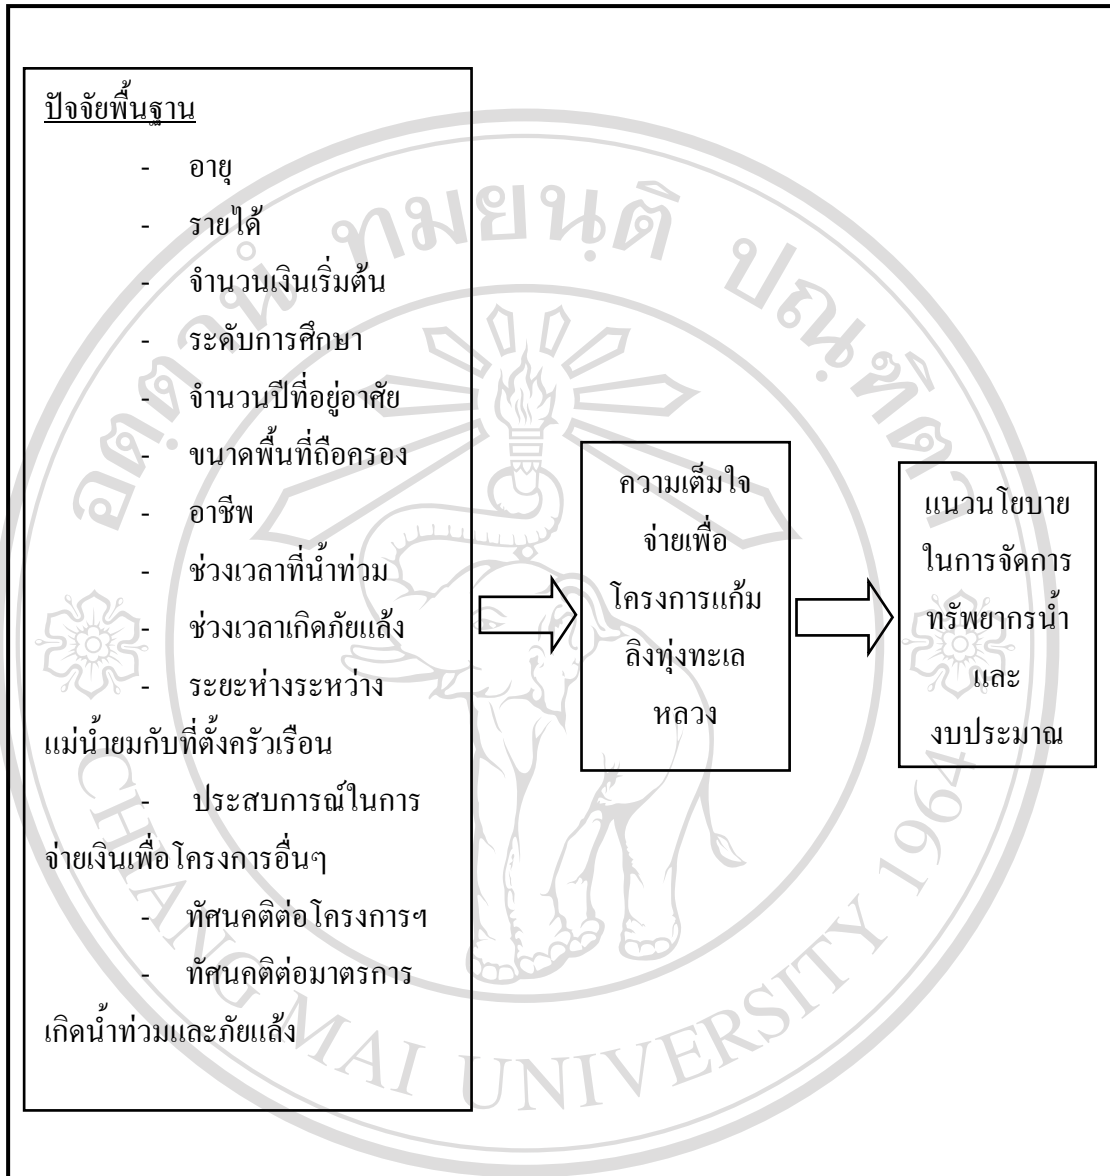 ปัจจัยพื้นฐาน
- อายุ
- รายได้
- จำนวนเงินเริ่มต้น
- ระดับการศึกษา
- จำนวนปีที่อยู่อาศัย
- ขนาดพื้นที่ถือครอง
- อาชีพ
- ช่วงเวลาที่น้ำท่วม
- ช่วงเวลาเกิดภัยแล้ง
- ระยะห่างระหว่าง
แม่น้ำยมกับที่ตั้งครัวเรือน
- ประสบการณ์ในการ
จ่ายเงินเพื่อโครงการอื่นๆ
- ทัศนคติต่อโครงการฯ
- ทัศนคติต่อมาตรการ
เกิดน้ำท่วมและภัยแล้ง
ความเต็มใจ
จ่ายเพื่อ
โครงการแก้ม
ลิงทุ่งทะเล
หลวง
แนวนโยบาย
ในการจัดการ
ทรัพยากรน้ำ
และ
งบประมาณ
อตฺตานํ ทมยนฺติ ปณฺฑิตา
CHIANG MAI UNIVERSITY 1964